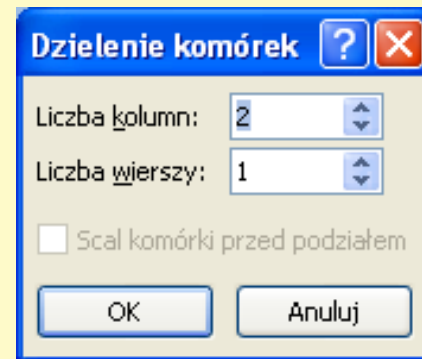 Dzielenie komórek
Liczba kolumn: 2
Liczba wierszy: 1
Scal komórki przed podziałem
OK Anuluj